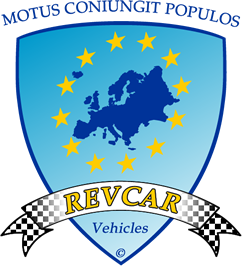 MOTUS CONIUNGIT POPULOS
REVCAR
Vehicles
©